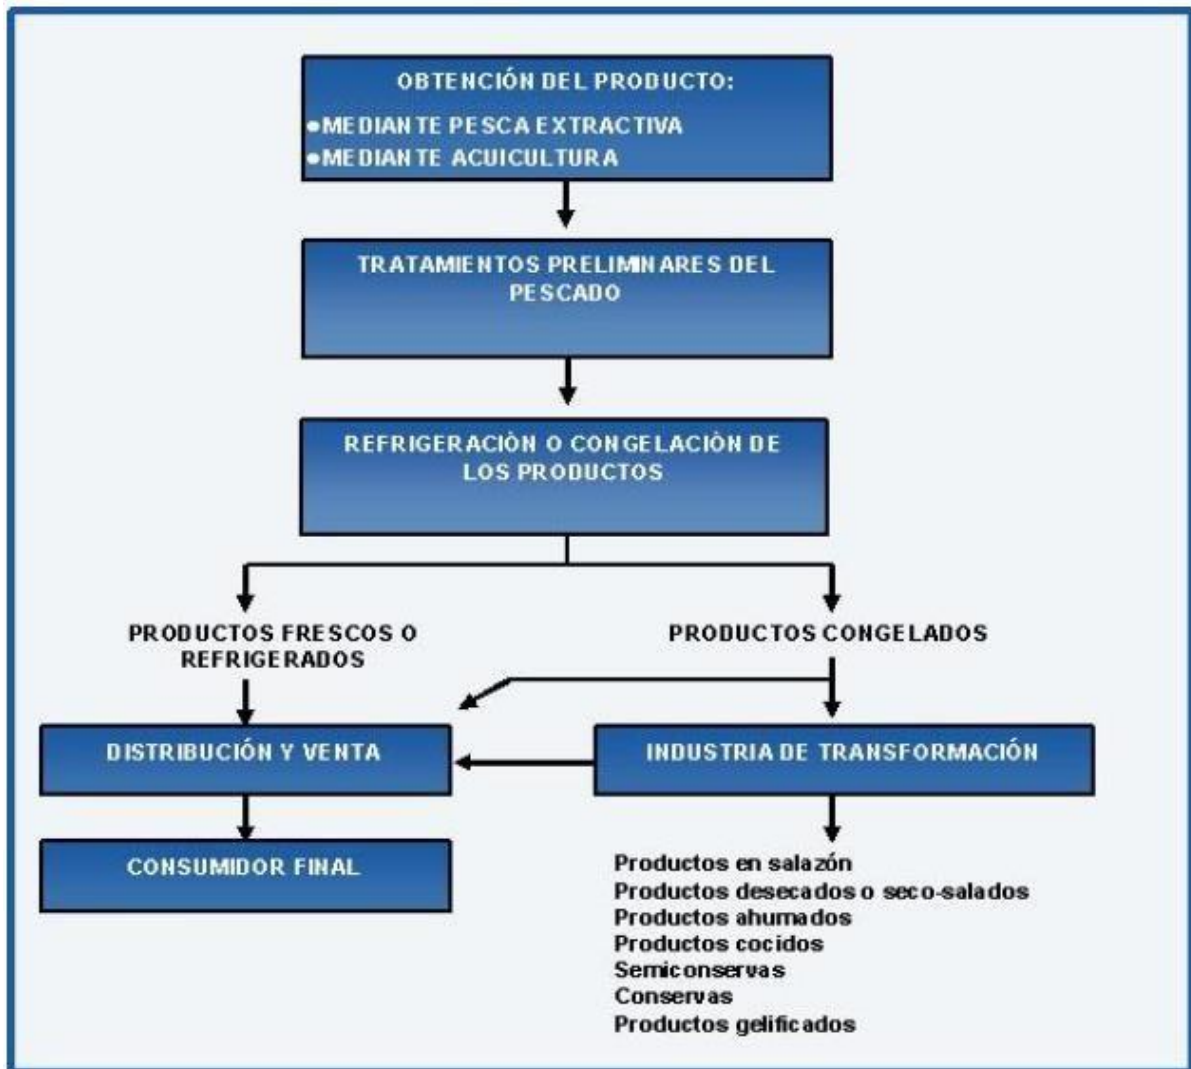 OBTENCIÓN DEL PRODUCTO:
●MEDIANTE PESCA EXTRACTIVA
●MEDIANTE ACUICULTURA
TRATAMIENTOS PRELIMINARES DEL
PESCADO
REFRIGERACIÒN O CONGELACIÒN DE
LOS PRODUCTOS
PRODUCTOS FRESCOS O
REFRIGERADOS
PRODUCTOS CONGELADOS
DISTRIBUCIÓN Y VENTA
INDUSTRIA DE TRANSFORMACIÓN
CONSUMIDOR FINAL
Productos en salazón
Productos desecados o seco-salados
Productos ahumados
Productos cocidos
Semiconservas
Conservas
Productos gelificados